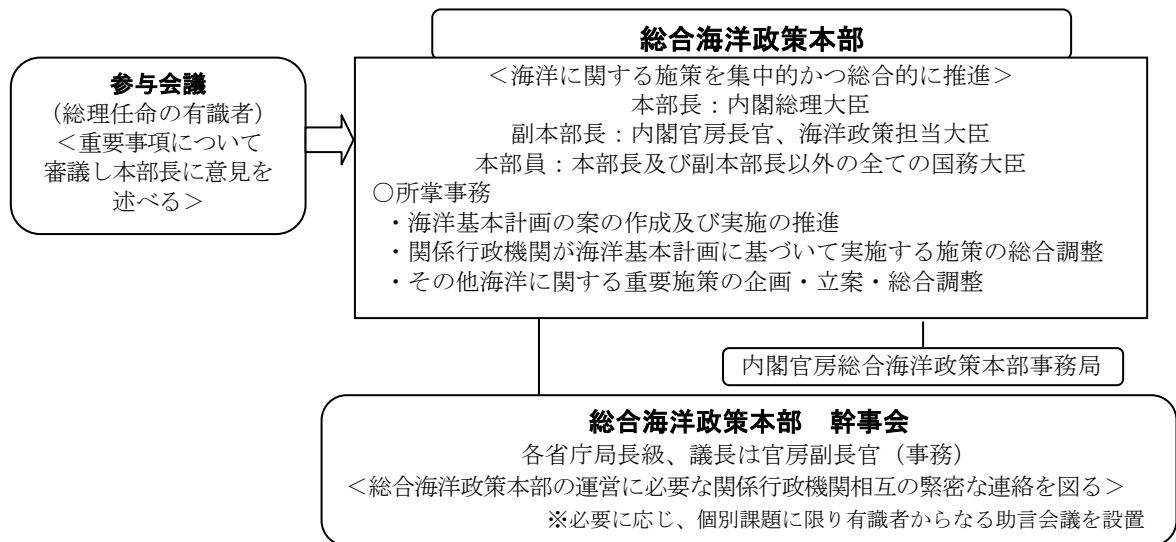 総合海洋政策本部
参与会議
(総理任命の有識者)
<重要事項について
審議し本部長に意見を
述べる>
<海洋に関する施策を集中的かつ総合的に推進>
本部長:内閣総理大臣
副本部長:内閣官房長官、海洋政策担当大臣
本部員:本部長及び副本部長以外の全ての国務大臣
○所掌事務
・海洋基本計画の案の作成及び実施の推進
・関係行政機関が海洋基本計画に基づいて実施する施策の総合調整
・その他海洋に関する重要施策の企画・立案・総合調整
内閣官房総合海洋政策本部事務局
総合海洋政策本部 幹事会
各省庁局長級、議長は官房副長官(事務)
<総合海洋政策本部の運営に必要な関係行政機関相互の緊密な連絡を図る>
※必要に応じ、個別課題に限り有識者からなる助言会議を設置